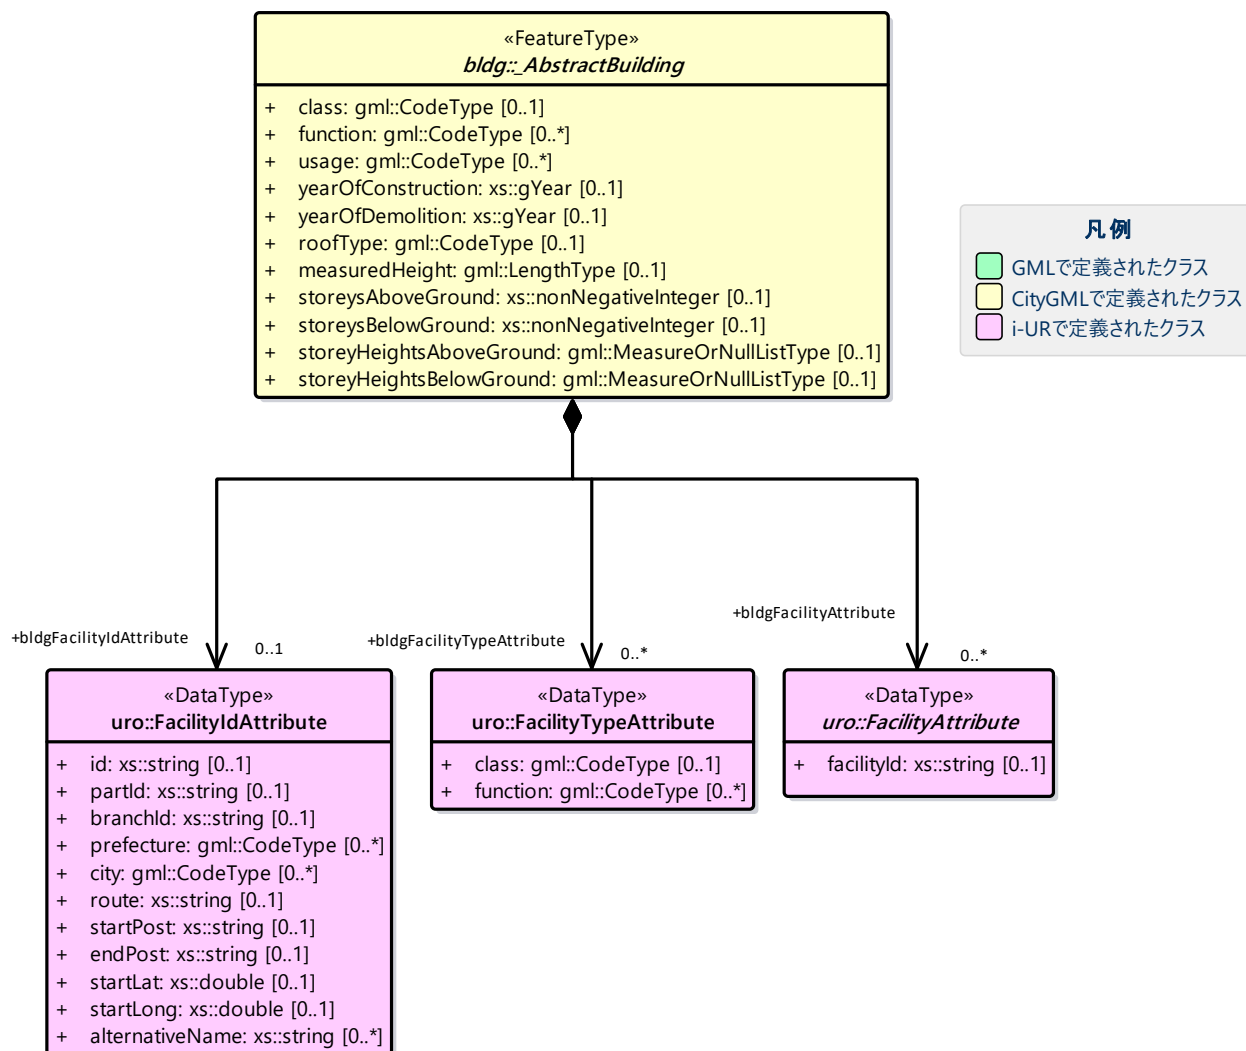 «FeatureType»
bldg::_AbstractBuilding
+ class: gml::CodeType [0..1]
+ function: gml::CodeType [0..*]
+ usage: gml::CodeType [0..*]
+ yearOfConstruction: xs::gYear [0..1]
+ yearOfDemolition: xs::gYear [0..1]
+ roofType: gml::CodeType [0..1]
+ measuredHeight: gml::LengthType [0..1]
+ storeysAboveGround: xs::nonNegativeInteger [0..1]
+ storeysBelowGround: xs::nonNegativeInteger [0..1]
+ storeyHeightsAboveGround: gml::MeasureOrNullListType [0..1]
+ storeyHeightsBelowGround: gml::MeasureOrNullListType [0..1]
凡例
GMLで定義されたクラス
CityGMLで定義されたクラス
i-URで定義されたクラス
+bldgFacilityIdAttribute
0..1
+bldgFacilityTypeAttribute
0..*
+bldgFacilityAttribute
0..*
«DataType»
uro::FacilityIdAttribute
+ id: xs::string [0..1]
+ partId: xs::string [0..1]
+ branchId: xs::string [0..1]
+ prefecture: gml::CodeType [0..*]
+ city: gml::CodeType [0..*]
+ route: xs::string [0..1]
+ startPost: xs::string [0..1]
+ endPost: xs::string [0..1]
+ startLat: xs::double [0..1]
+ startLong: xs::double [0..1]
+ alternativeName: xs::string [0..*]
«DataType»
uro::FacilityTypeAttribute
+ class: gml::CodeType [0..1]
+ function: gml::CodeType [0..*]
«DataType»
uro::FacilityAttribute
+ facilityId: xs::string [0..1]